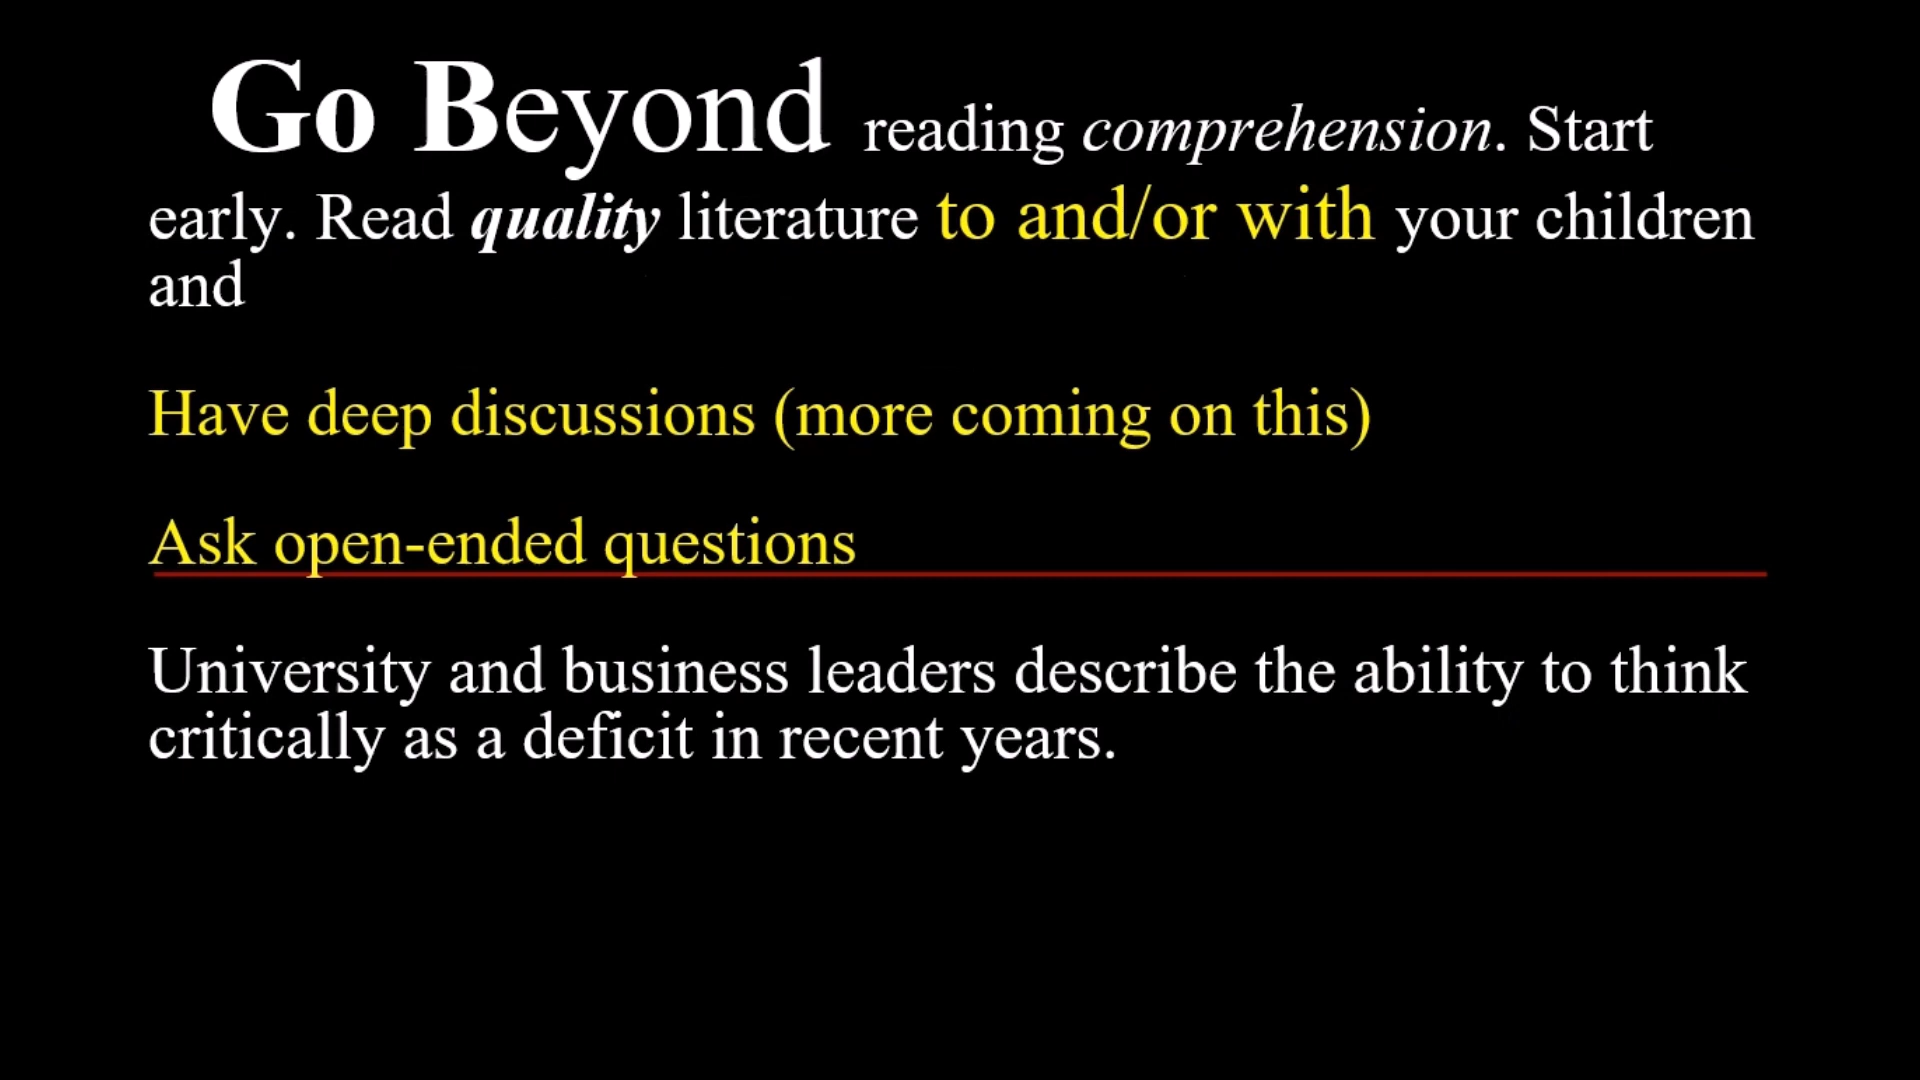 Go Beyond reading comprehension. Start
early. Read quality literature to and/or with your children
and
Have deep discussions (more coming on this)
Ask open-ended questions
University and business leaders describe the ability to think
critically as a deficit in recent years.